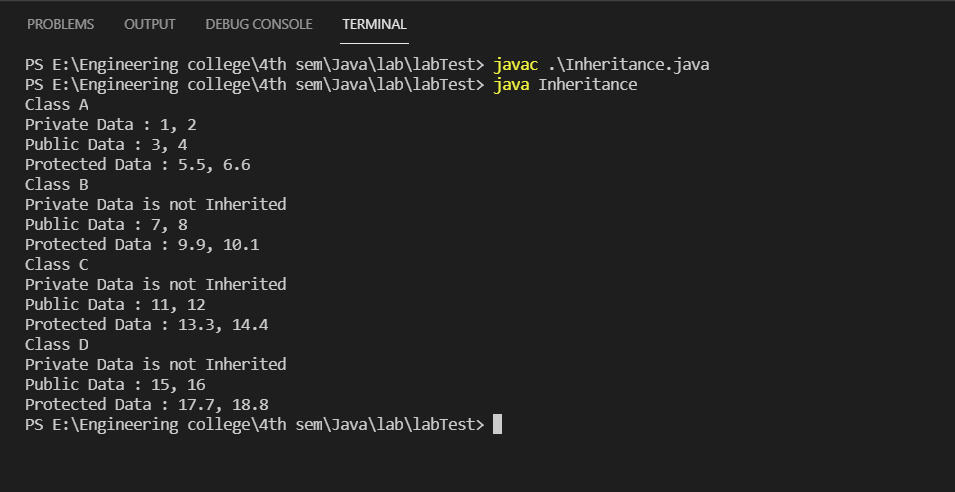 PROBLEMS OUTPUT DEBUG CONSOLE TERMINAL
PS E:\Engineering college\4th sem\Java\lab\labTest> javac .\Inheritance.java
PS E:\Engineering college\4th sem\Java\lab\labTest> java Inheritance
Class A
Private Data : 1, 2
Public Data : 3, 4
Protected Data : 5.5, 6.6
Class B
Private Data is not Inherited
Public Data : 7, 8
Protected Data : 9.9, 10.1
Class C
Private Data is not Inherited
Public Data : 11, 12
Protected Data : 13.3, 14.4
Class D
Private Data is not Inherited
Public Data : 15, 16
Protected Data : 17.7, 18.8
PS E:\Engineering college\4th sem\Java\lab\labTest>